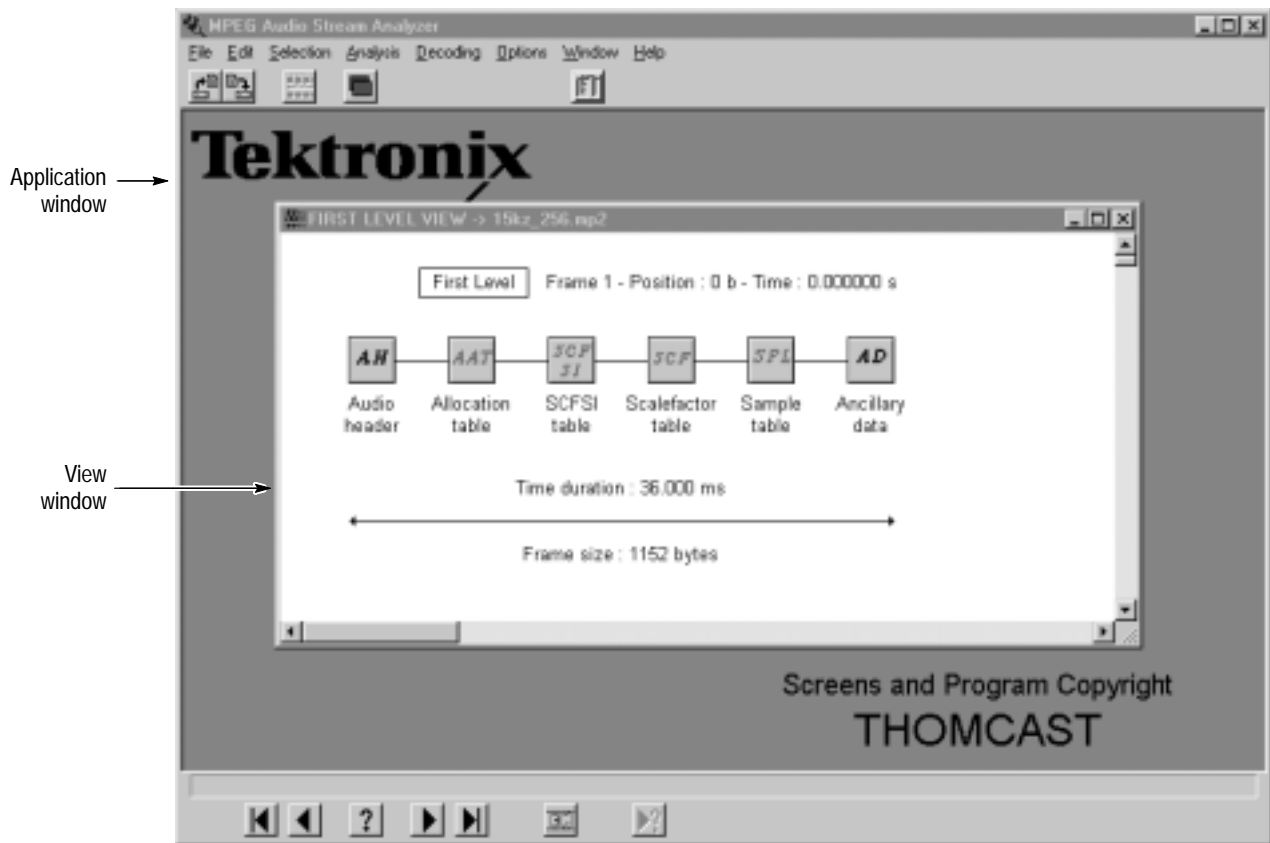 MPEG Audio Stream Analyzer
File Edit Selection Analysis Decoding Options Window Help
Tektronix
Application
window
FIRST LEVEL VIEW -> 15kz_256.mp2
First Level Frame 1 - Position : 0 b - Time : 0.000000 s
AH AAT SCF SI SCF SPL AD
Audio header
Allocation table
SCFSI table
Scalefactor table
Sample table
Ancillary data
View
window
Time duration : 36.000 ms
Frame size : 1152 bytes
Screens and Program Copyright
THOMCAST
? ?